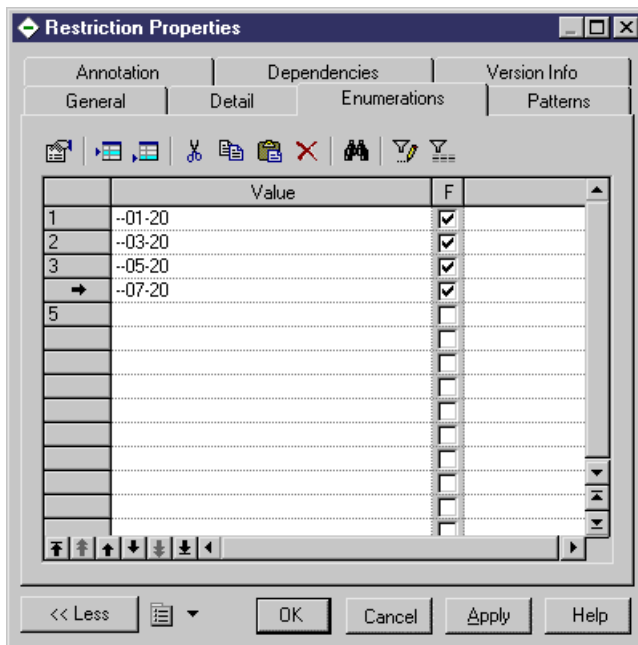 Restriction Properties
Annotation Dependencies Version Info
General Detail Enumerations Patterns
Value F
1 --01-20
2 --03-20
3 --05-20
--07-20
5
<< Less OK Cancel Apply Help